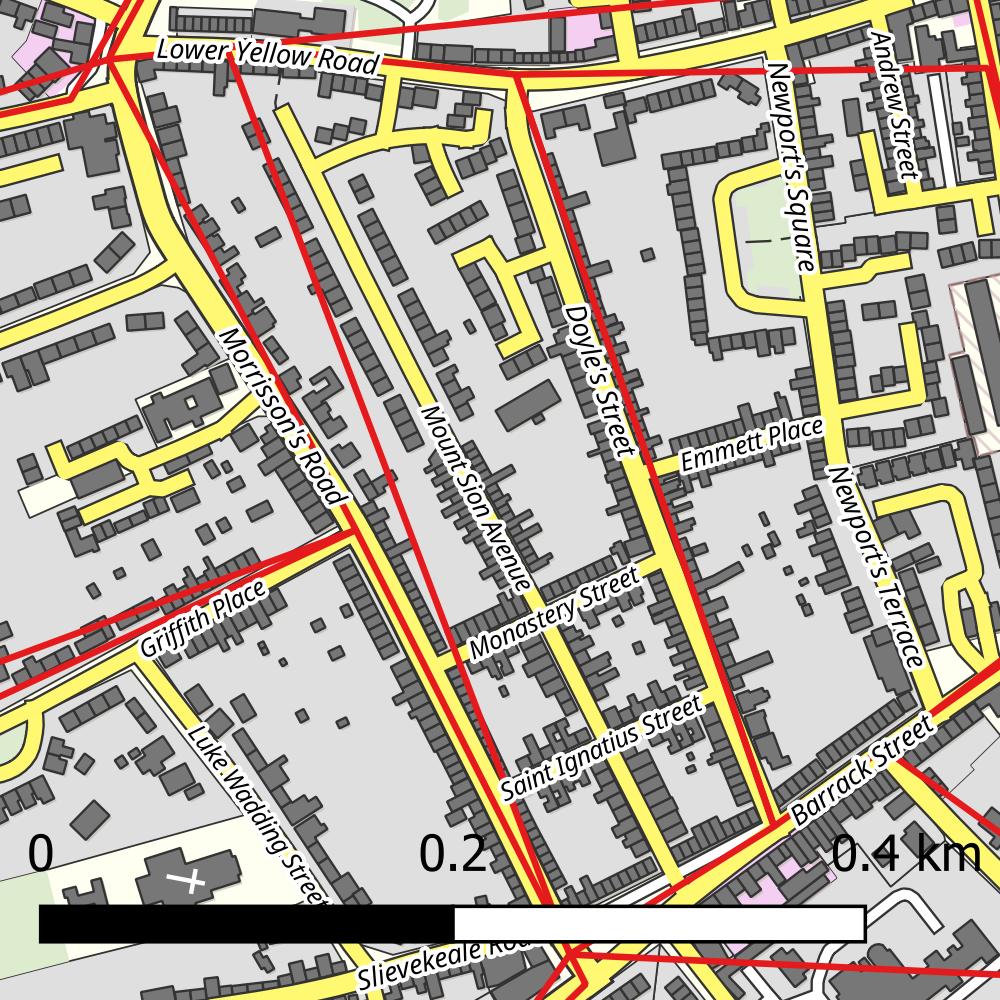 Lower Yellow Road
Andrew Street
Newport's Square
Doyle's Street
Morrisson's Road
Mount Sion Avenue
Emmett Place
Newport's Terrace
Monastery Street
Griffith Place
Saint Ignatius Street
Luke Wadding Street
Barrack Street
0 0.2 0.4 km
Slievekeale Road